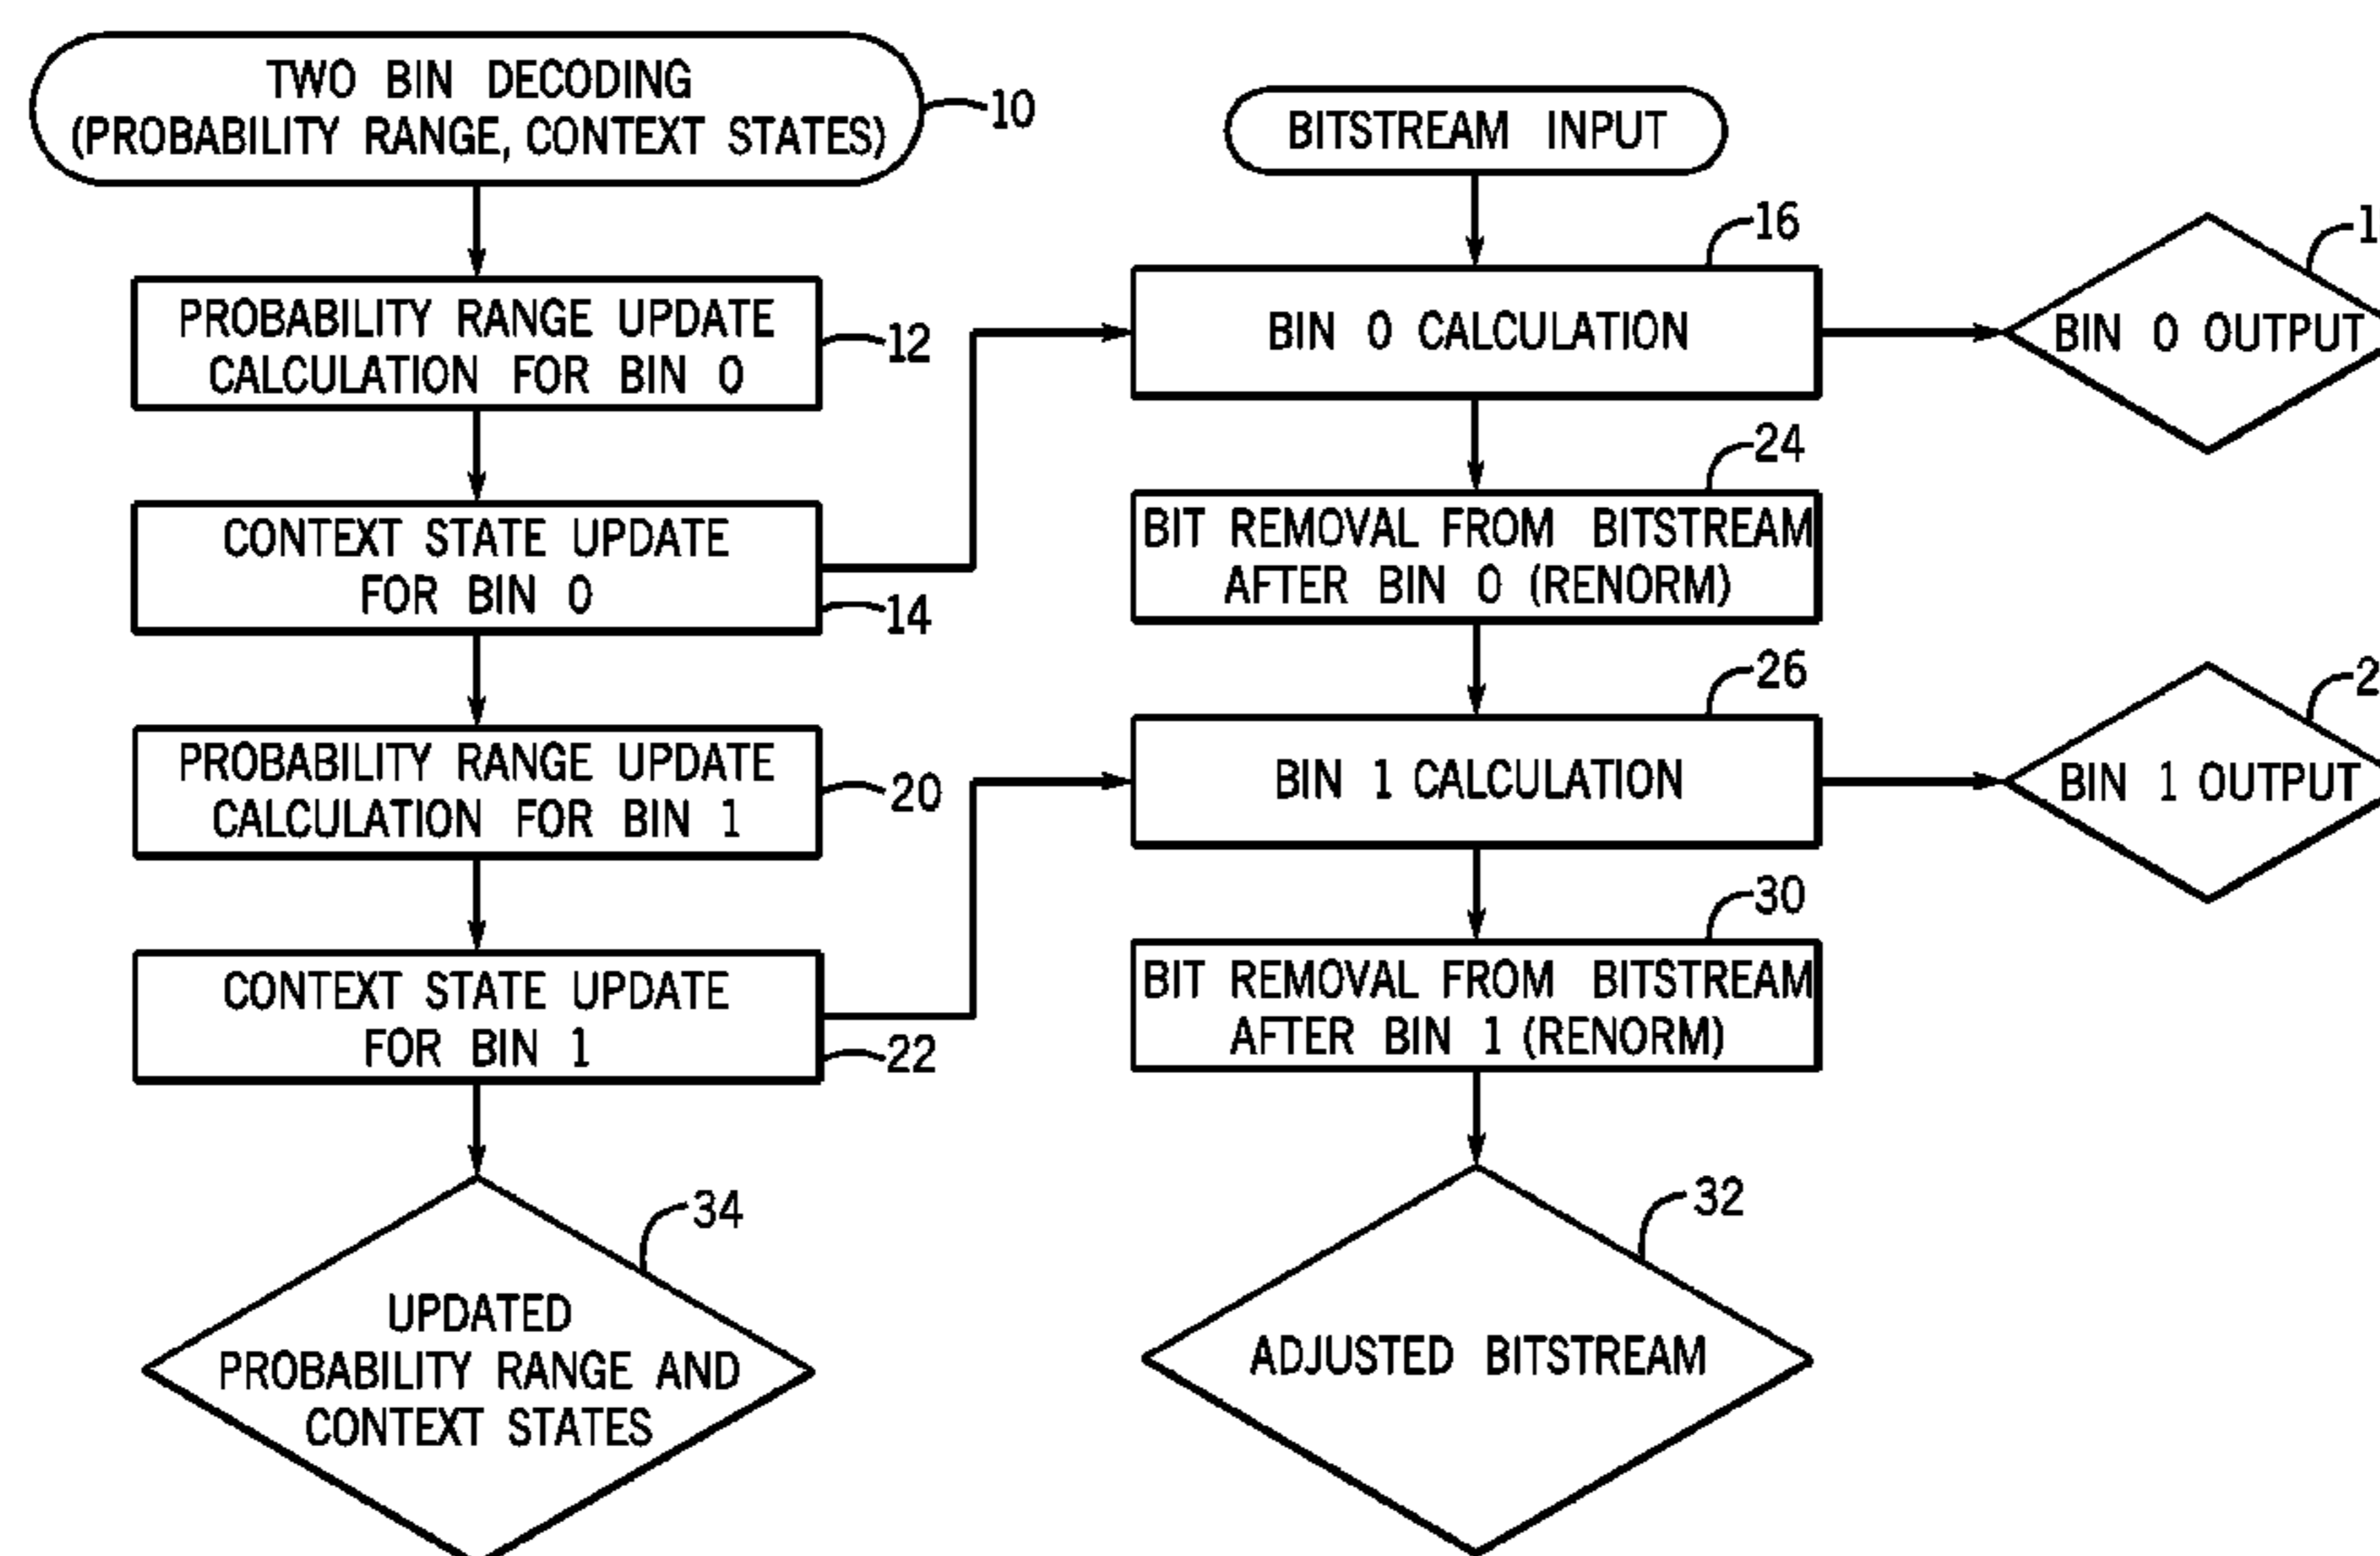 TWO BIN DECODING
(PROBABILITY RANGE, CONTEXT STATES)
10
PROBABILITY RANGE UPDATE
CALCULATION FOR BIN 0
12
CONTEXT STATE UPDATE
FOR BIN 0
14
PROBABILITY RANGE UPDATE
CALCULATION FOR BIN 1
20
CONTEXT STATE UPDATE
FOR BIN 1
22
UPDATED
PROBABILITY RANGE AND
CONTEXT STATES
34
BITSTREAM INPUT
BIN 0 CALCULATION
16
BIT REMOVAL FROM BITSTREAM
AFTER BIN 0 (RENORM)
24
BIN 1 CALCULATION
26
BIT REMOVAL FROM BITSTREAM
AFTER BIN 1 (RENORM)
30
ADJUSTED BITSTREAM
32
BIN 0 OUTPUT
BIN 1 OUTPUT